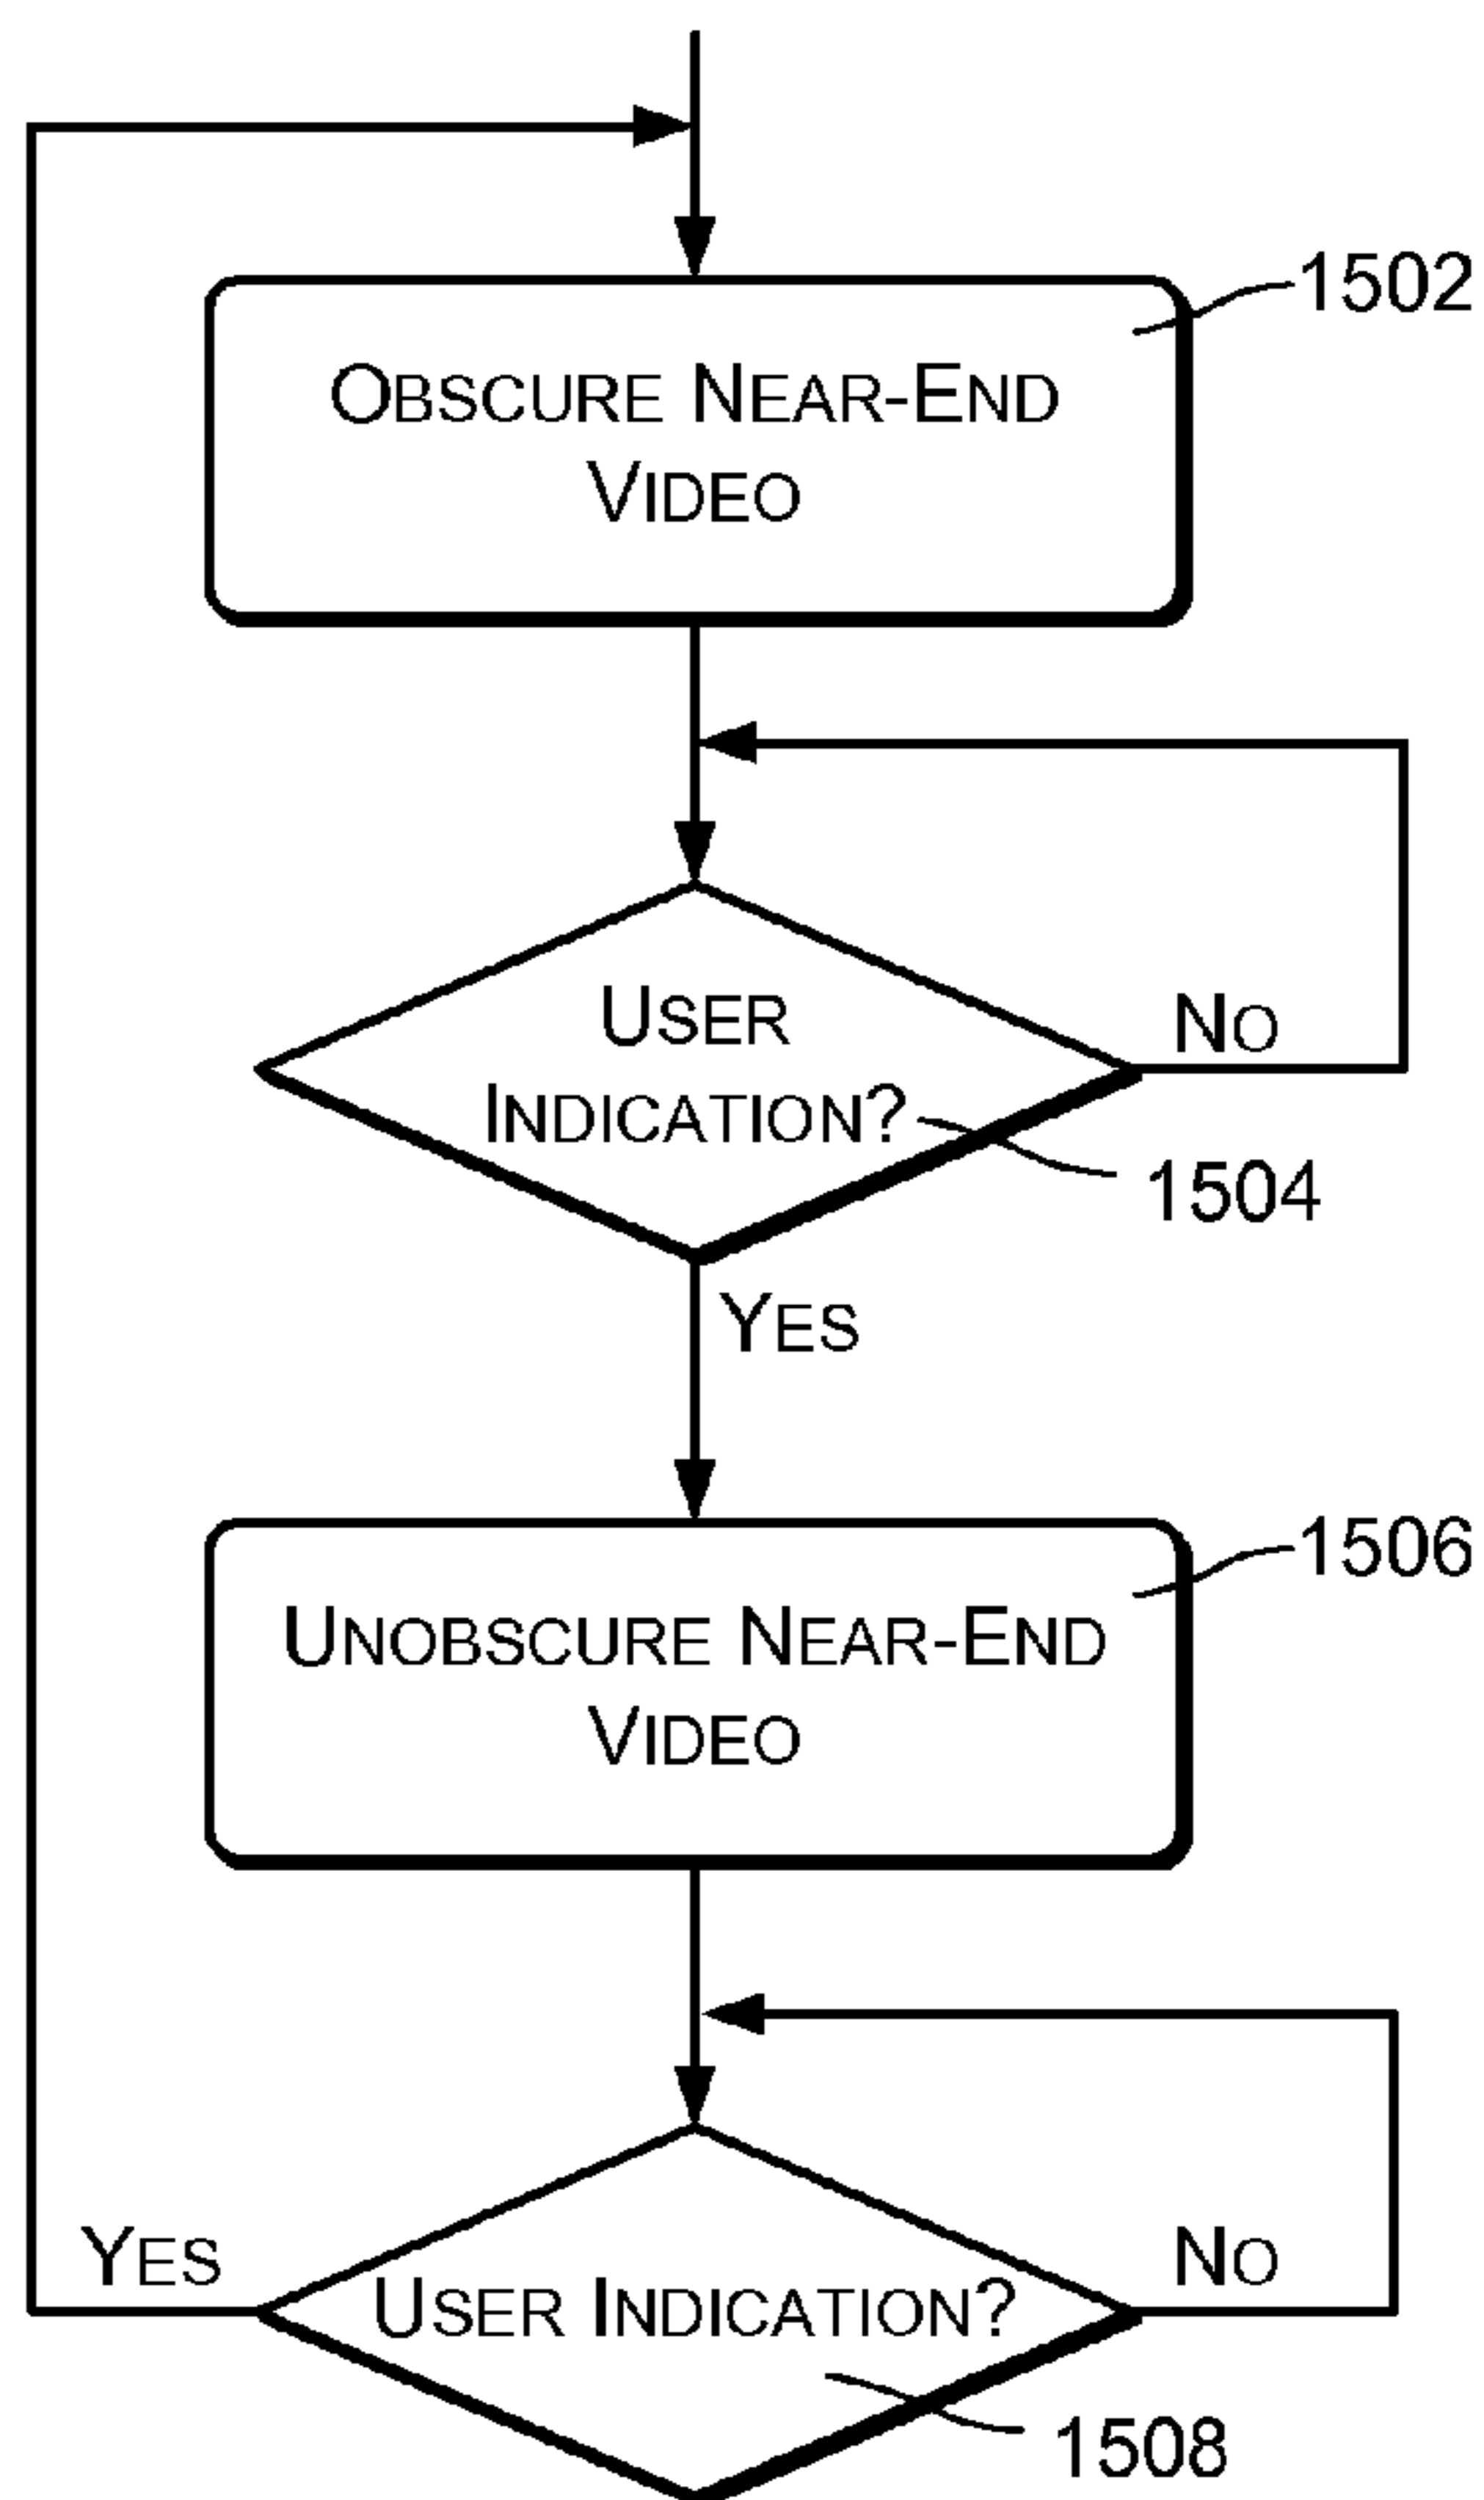 1502
OBSCURE NEAR-END
VIDEO
USER
INDICATION?
NO
1504
YES
1506
UNOBSCURE NEAR-END
VIDEO
YES
USER INDICATION?
NO
1508